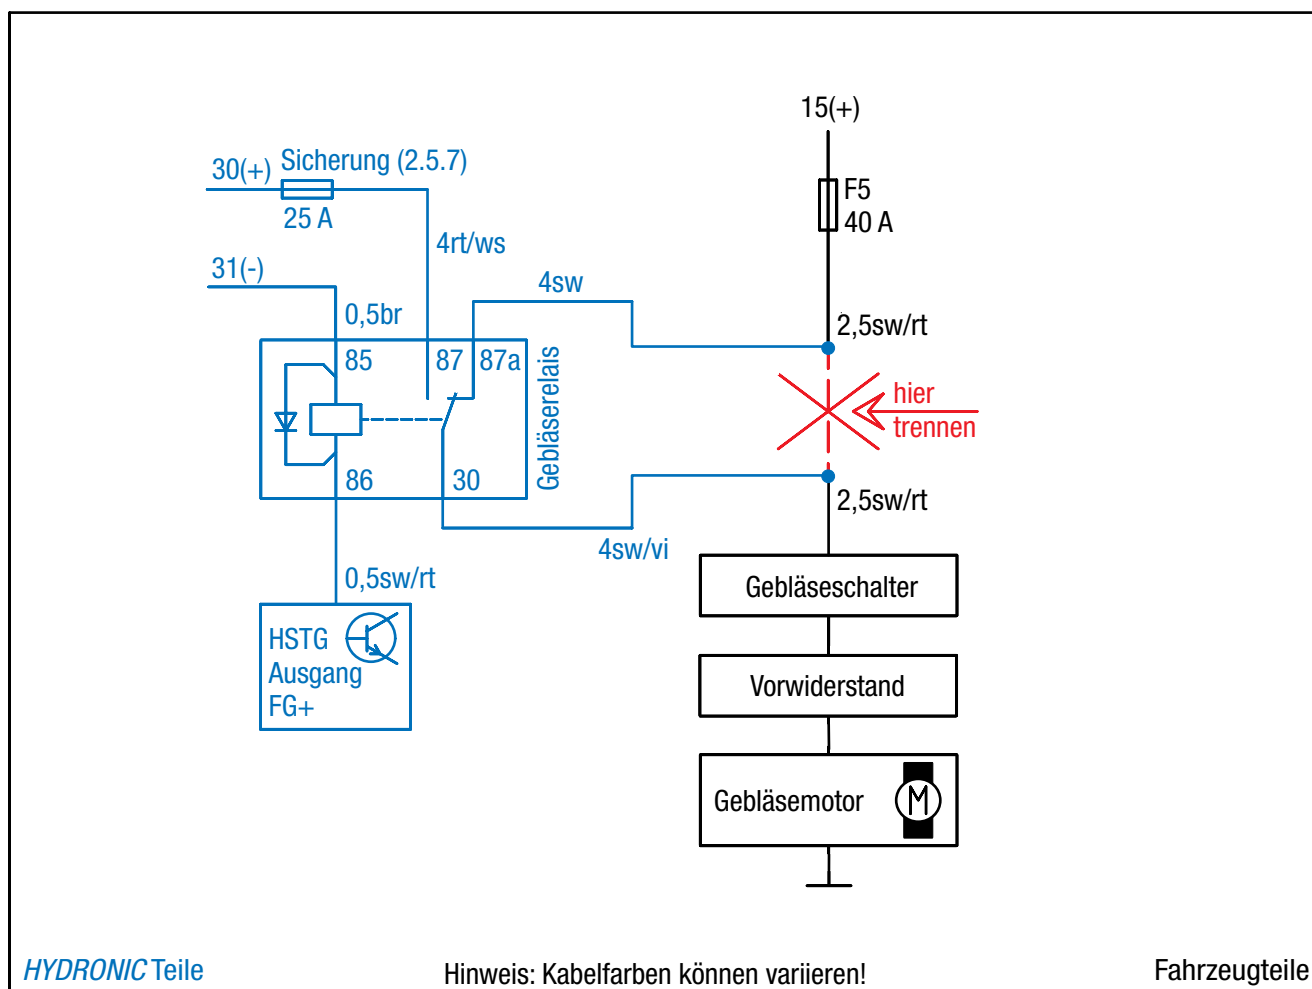 15(+)
Sicherung (2.5.7)
30(+)
25 A
F5
40 A
4rt/ws
31(-)
4sw
0,5br
2,5sw/rt
85
87
87a
Gebläserelais
hier
trennen
86
30
2,5sw/rt
4sw/vi
0,5sw/rt
Gebläseschalter
HSTG
Ausgang
FG+
Vorwiderstand
Gebläsemotor
M
HYDRONIC Teile
Hinweis: Kabelfarben können variieren!
Fahrzeugteile